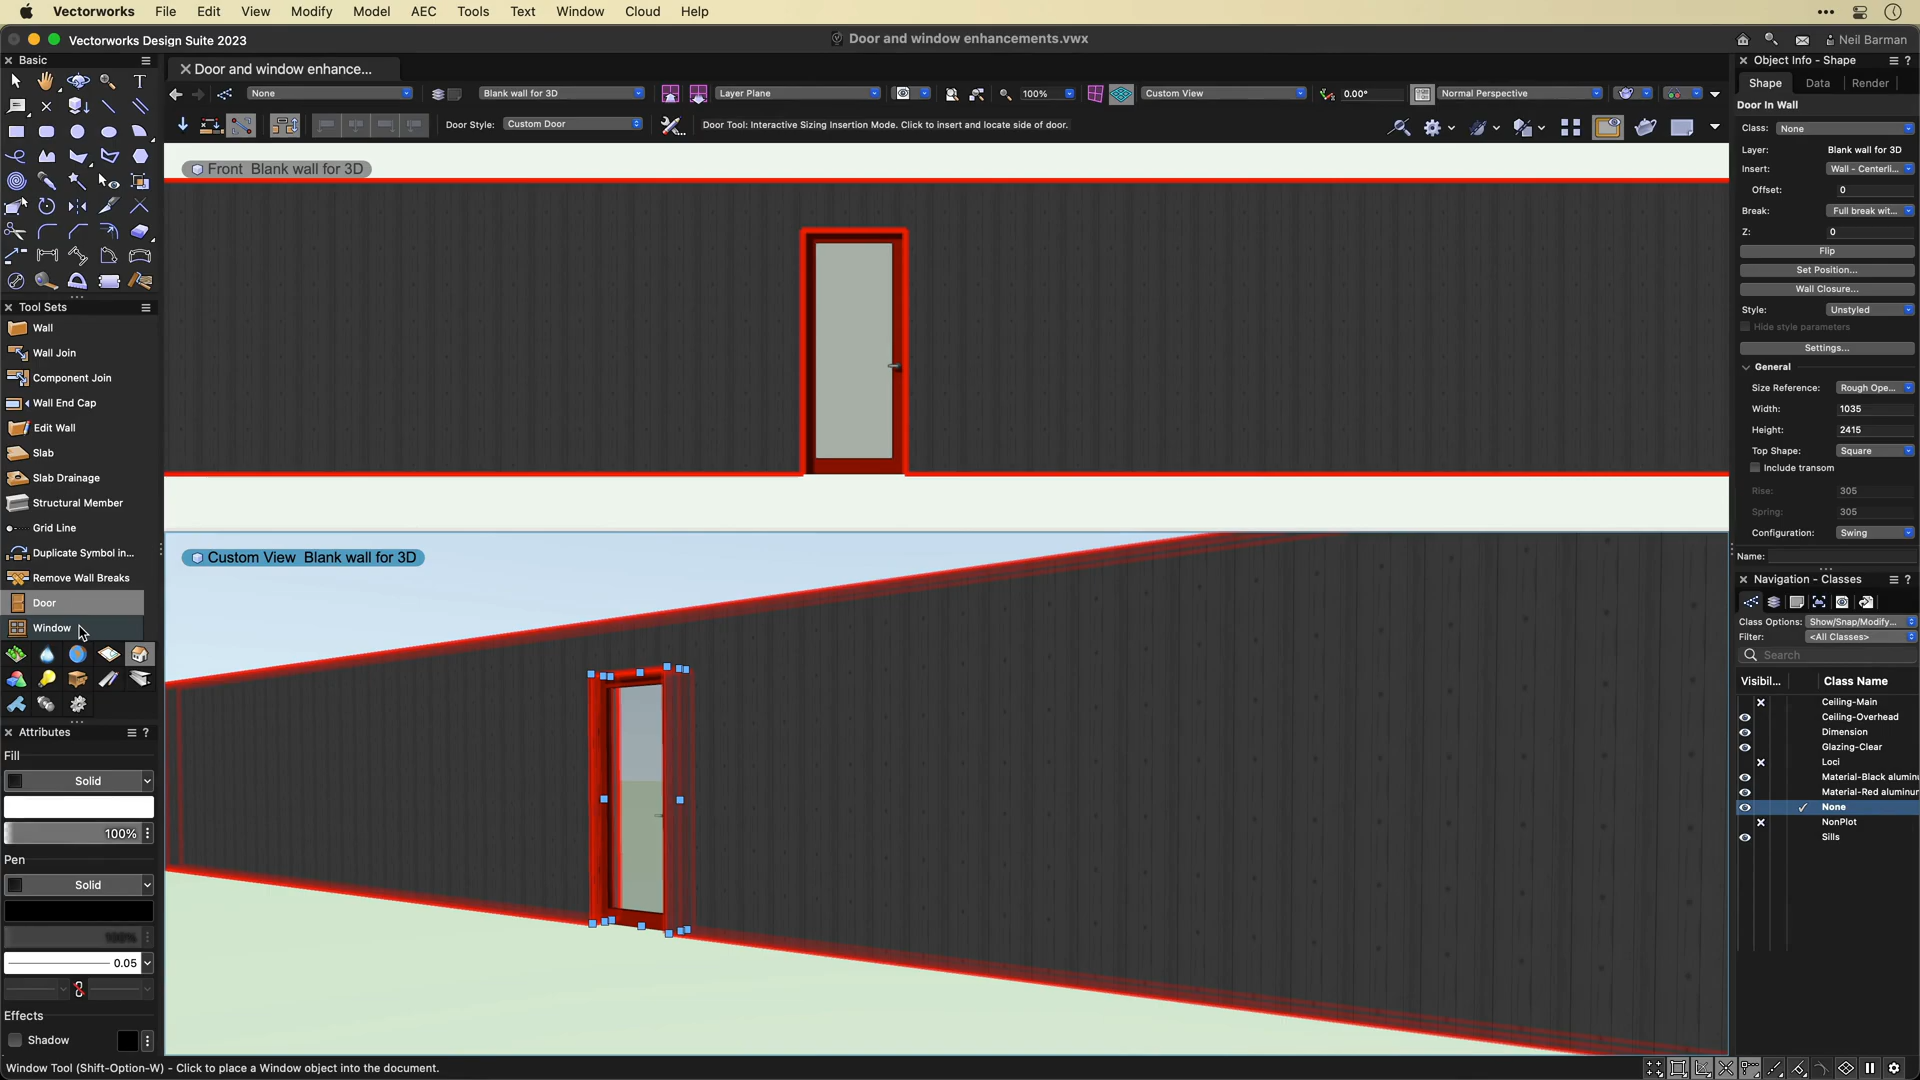 Vectorworks File Edit View Modify Model AEC Tools Text Window Cloud Help
Vectorworks Design Suite 2023
Door and window enhancements.vwx
Neil Barman
Basic
Door and window enhance...
None
Blank wall for 3D
Layer Plane
100%
Custom View
0.00°
Normal Perspective
Door Style: Custom Door
Door Tool: Interactive Sizing Insertion Mode. Click to insert and locate side of door.
Front Blank wall for 3D
Custom View Blank wall for 3D
Tool Sets
Wall
Wall Join
Component Join
Wall End Cap
Edit Wall
Slab
Slab Drainage
Structural Member
Grid Line
Duplicate Symbol in...
Remove Wall Breaks
Door
Window
Attributes
Fill
Solid
100%
Pen
Solid
100%
0.05
Effects
Shadow
Window Tool (Shift-Option-W) - Click to place a Window object into the document.
Object Info - Shape
Shape Data Render
Door In Wall
Class: None
Layer: Blank wall for 3D
Insert: Wall - Centerli...
Offset: 0
Break: Full break wit...
Z: 0
Flip
Set Position...
Wall Closure...
Style: Unstyled
Hide style parameters
Settings...
General
Size Reference: Rough Ope...
Width: 1035
Height: 2415
Top Shape: Square
Include transom
Rise: 305
Spring: 305
Configuration: Swing
Name:
Navigation - Classes
Class Options: Show/Snap/Modify...
Filter: <All Classes>
Search
Visibil... Class Name
Ceiling-Main
Ceiling-Overhead
Dimension
Glazing-Clear
Loci
Material-Black aluminu
Material-Red aluminur
None
NonPlot
Sills